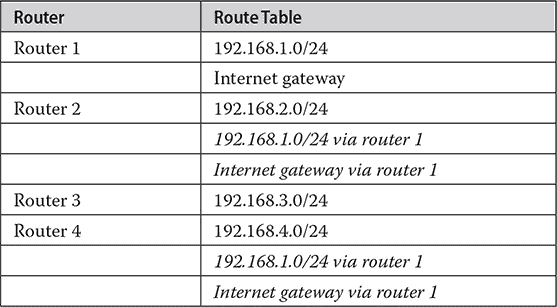 Router Route Table
Router 1 192.168.1.0/24
Internet gateway
Router 2 192.168.2.0/24
192.168.1.0/24 via router 1
Internet gateway via router 1
Router 3 192.168.3.0/24
Router 4 192.168.4.0/24
192.168.1.0/24 via router 1
Internet gateway via router 1